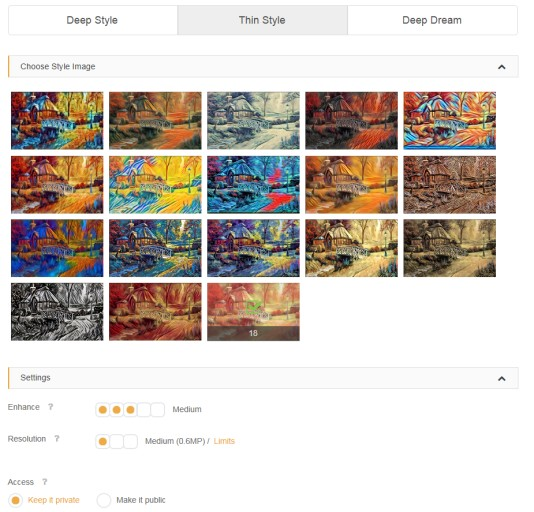 Deep Style Thin Style Deep Dream
Choose Style Image
18
Settings
Enhance ? Medium
Resolution ? Medium (0.6MP) / Limits
Access ?
Keep it private Make it public